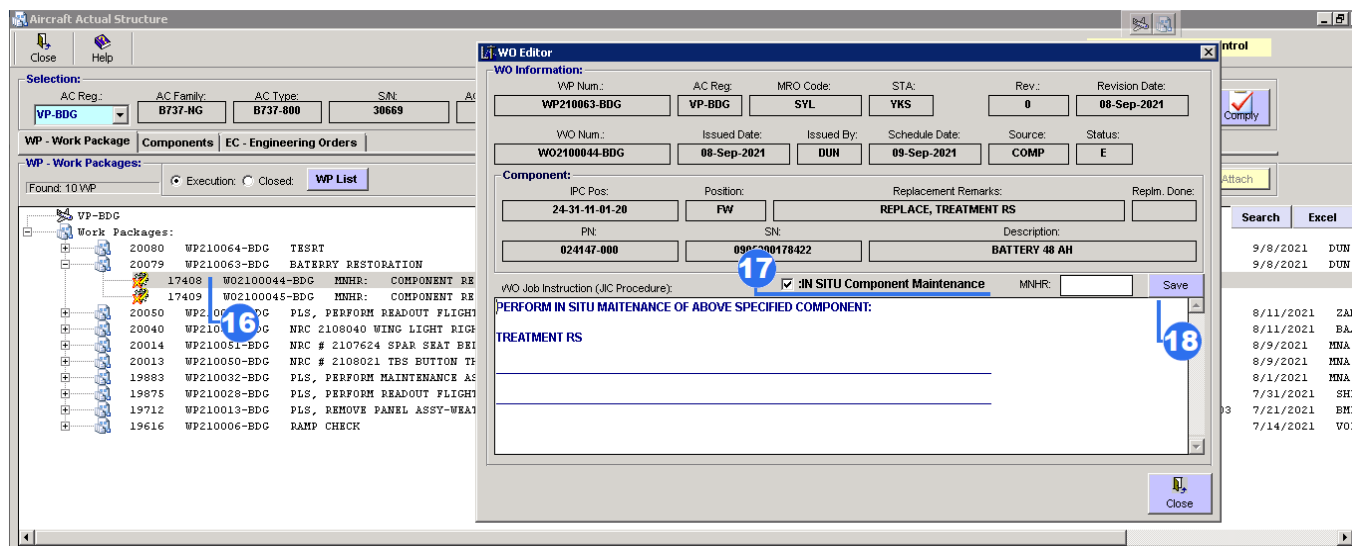 Aircraft Actual Structure
Close Help
ntrol
Selection:
AC Reg.: AC Family: AC Type: S/N:
VP-BDG B737-NG B737-800 30669
Comply
WP - Work Package Components EC - Engineering Orders
WP - Work Packages:
Found: 10 WP Execution: Closed: WP List
Attach
Search Excel
VP-BDG
Work Packages:
20080 WP210064-BDG TESRT 9/8/2021 DUN
20079 WP210063-BDG BATERRY RESTORATION 9/8/2021 DUN
17408 WO2100044-BDG MNHR: COMPONENT RE
17409 WO2100045-BDG MNHR: COMPONENT RE
20050 PLS, PERFORM READOUT FLIGHT 8/11/2021
20040 NRC 2108040 WING LIGHT RIGH 8/11/2021
20014 WP210051-BDG NRC # 2107624 SPAR SEAT BEI 8/9/2021 MNA
20013 WP210050-BDG NRC # 2108021 TBS BUTTON TH 8/9/2021 MNA
19883 WP210032-BDG PLS, PERFORM MAINTENANCE AS 8/1/2021 MNA
19875 WP210028-BDG PLS, PERFORM READOUT FLIGHT 7/31/2021 SH
19712 WP210013-BDG PLS, REMOVE PANEL ASSY-WEAT 03 7/21/2021 BM
19616 WP210006-BDG RAMP CHECK 7/14/2021 VO
16
WO Editor
WO Information:
WP Num.: AC Reg: MRO Code: STA: Rev.: Revision Date:
WP210063-BDG VP-BDG SYL YKS 0 08-Sep-2021
WO Num.: Issued Date: Issued By: Schedule Date: Source: Status:
WO2100044-BDG 08-Sep-2021 DUN 09-Sep-2021 COMP E
Component:
IPC Pos: Position: Replacement Remarks: Replm. Done:
24-31-11-01-20 FW REPLACE, TREATMENT RS
PN: SN: Description:
024147-000 BATTERY 48 AH
17
WO Job Instruction (JIC Procedure): :IN SITU Component Maintenance MNHR: Save
PERFORM IN SITU MAITENANCE OF ABOVE SPECIFIED COMPONENT:
TREATMENT RS
18
Close